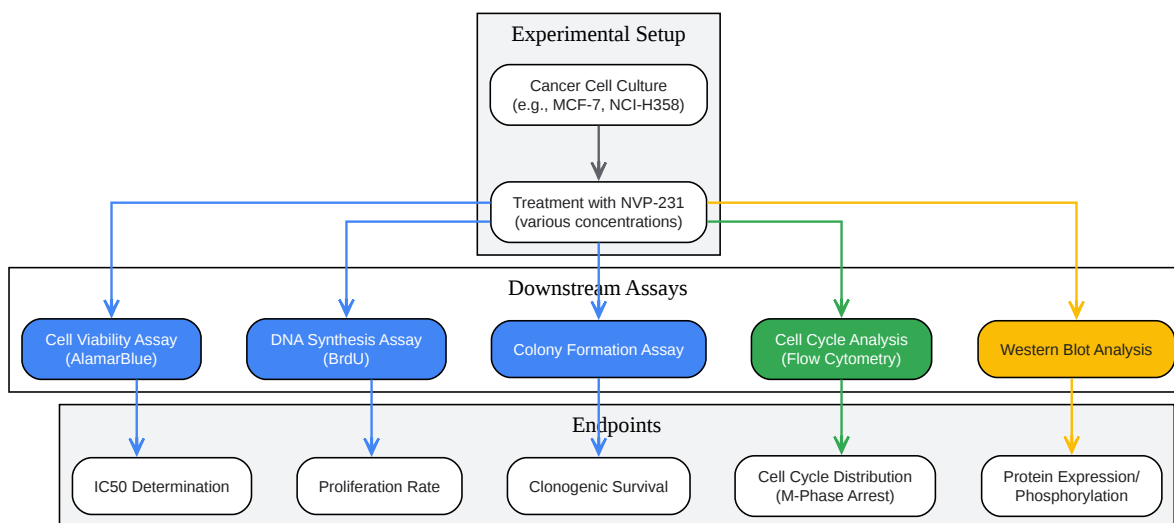 Experimental Setup
Cancer Cell Culture
(e.g., MCF-7, NCI-H358)
Treatment with NVP-231
(various concentrations)
Downstream Assays
Cell Viability Assay
(AlamarBlue)
DNA Synthesis Assay
(BrdU)
Colony Formation Assay
Cell Cycle Analysis
(Flow Cytometry)
Western Blot Analysis
Endpoints
IC50 Determination
Proliferation Rate
Clonogenic Survival
Cell Cycle Distribution
(M-Phase Arrest)
Protein Expression/
Phosphorylation